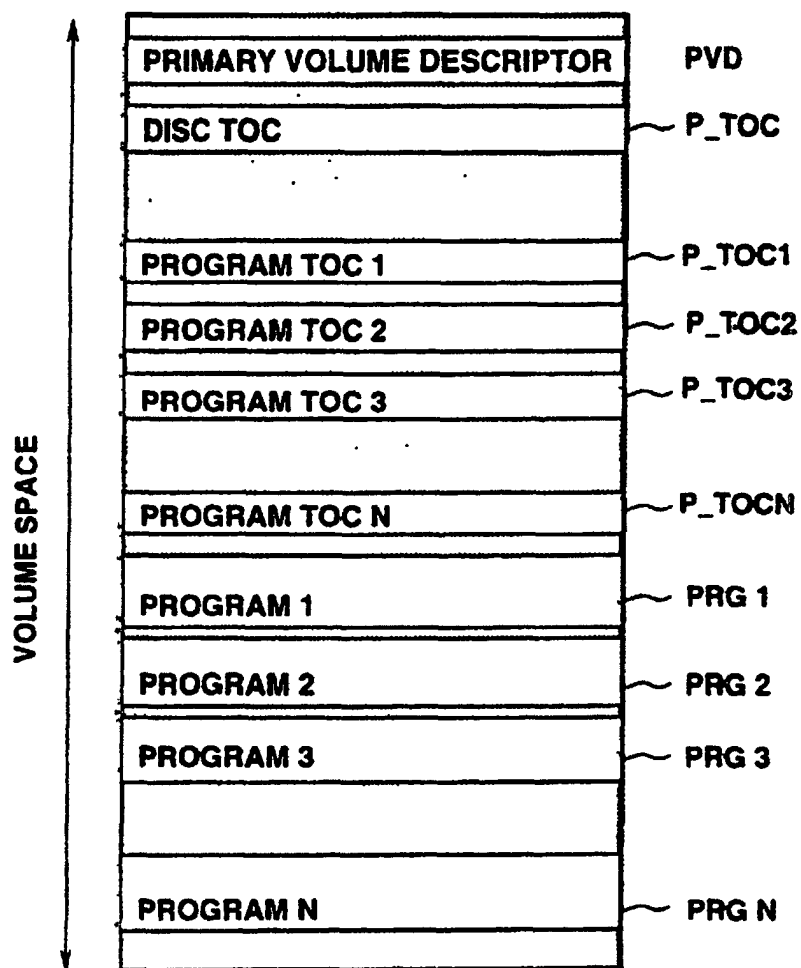 PRIMARY VOLUME DESCRIPTOR PVD
DISC TOC P_TOC
PROGRAM TOC 1 P_TOC1
PROGRAM TOC 2 P_TOC2
PROGRAM TOC 3 P_TOC3
PROGRAM TOC N P_TOCN
PROGRAM 1 PRG 1
PROGRAM 2 PRG 2
PROGRAM 3 PRG 3
PROGRAM N PRG N
VOLUME SPACE